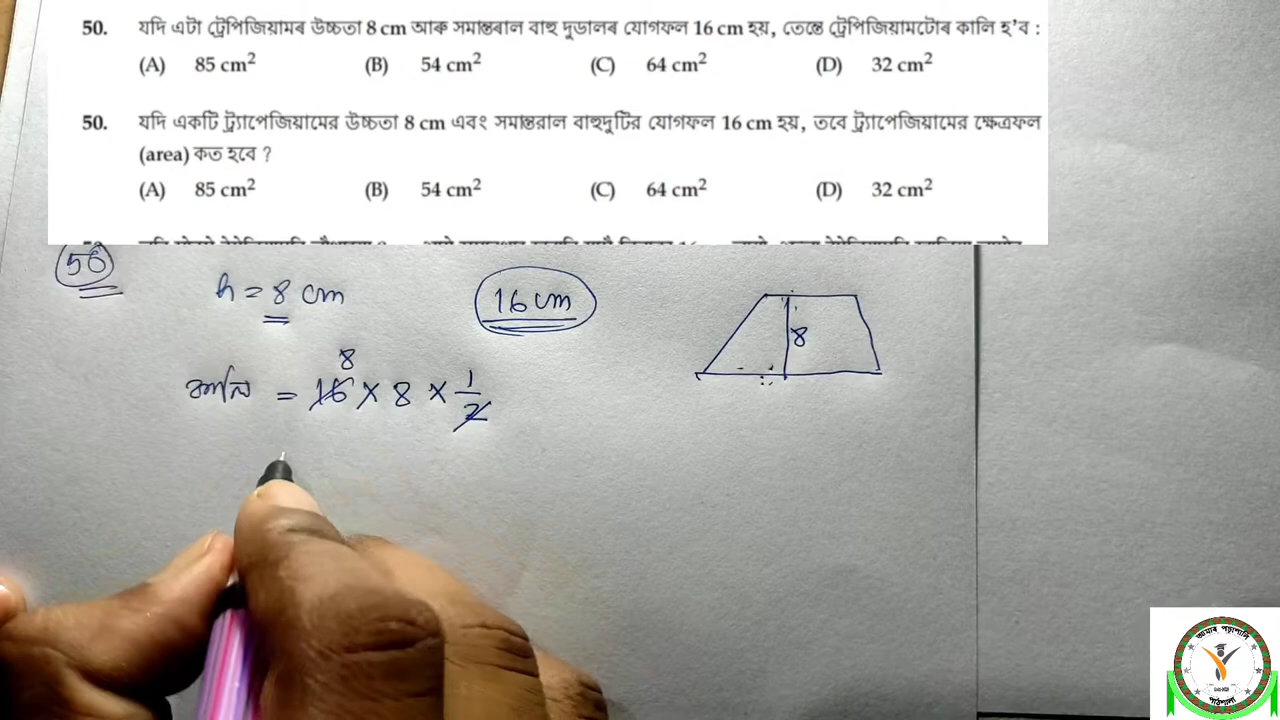 50. যদি এটা ট্ৰেপিজিয়ামৰ উচ্চতা 8 cm আৰু সমান্তৰাল বাহু দুডালৰ যোগফল 16 cm হয়, তেন্তে ট্ৰেপিজিয়ামটোৰ কালি হ’ব :
(A) 85 cm² (B) 54 cm² (C) 64 cm² (D) 32 cm²
50. যদি একটি ট্র্যাপেজিয়ামের উচ্চতা 8 cm এবং সমান্তরাল বাহুদুটির যোগফল 16 cm হয়, তবে ট্র্যাপেজিয়ামের ক্ষেত্রফল
(area) কত হবে ?
(A) 85 cm² (B) 54 cm² (C) 64 cm² (D) 32 cm²
50
h = 8 cm
16 cm
8
8
কালি = 16 × 8 × 1/2
আমাৰ পঢ়াশালি
পাঠশালা